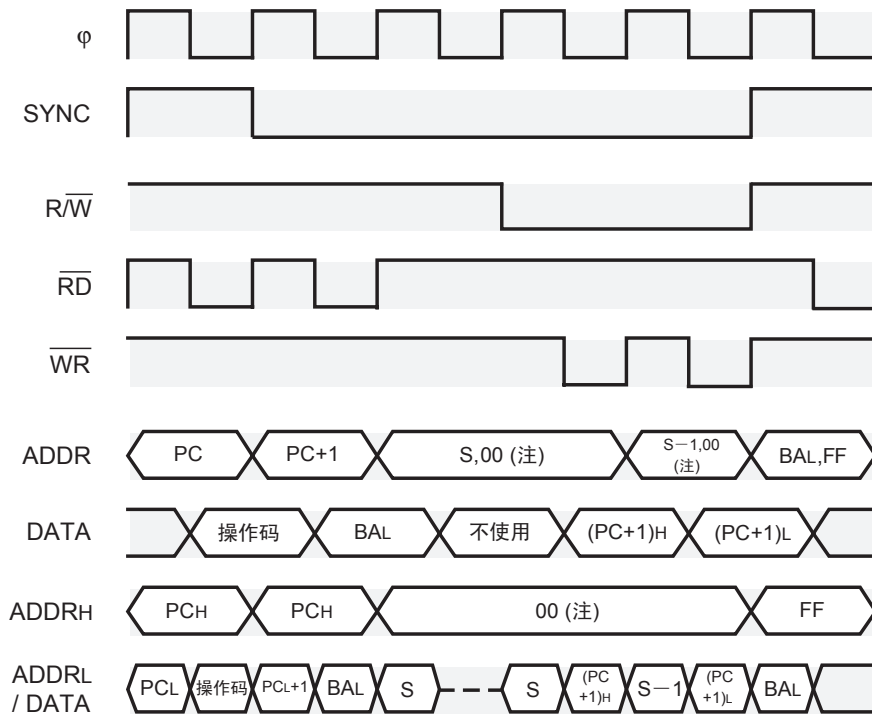 φ
SYNC
R/W
RD
WR
ADDR PC PC+1 S,00 (注) S－1,00 (注) BAL,FF
DATA 操作码 BAL 不使用 (PC+1)H (PC+1)L
ADDRH PCH PCH 00 (注) FF
ADDRL / DATA PCL 操作码 PCL+1 BAL S S (PC +1)H S－1 (PC +1)L BAL